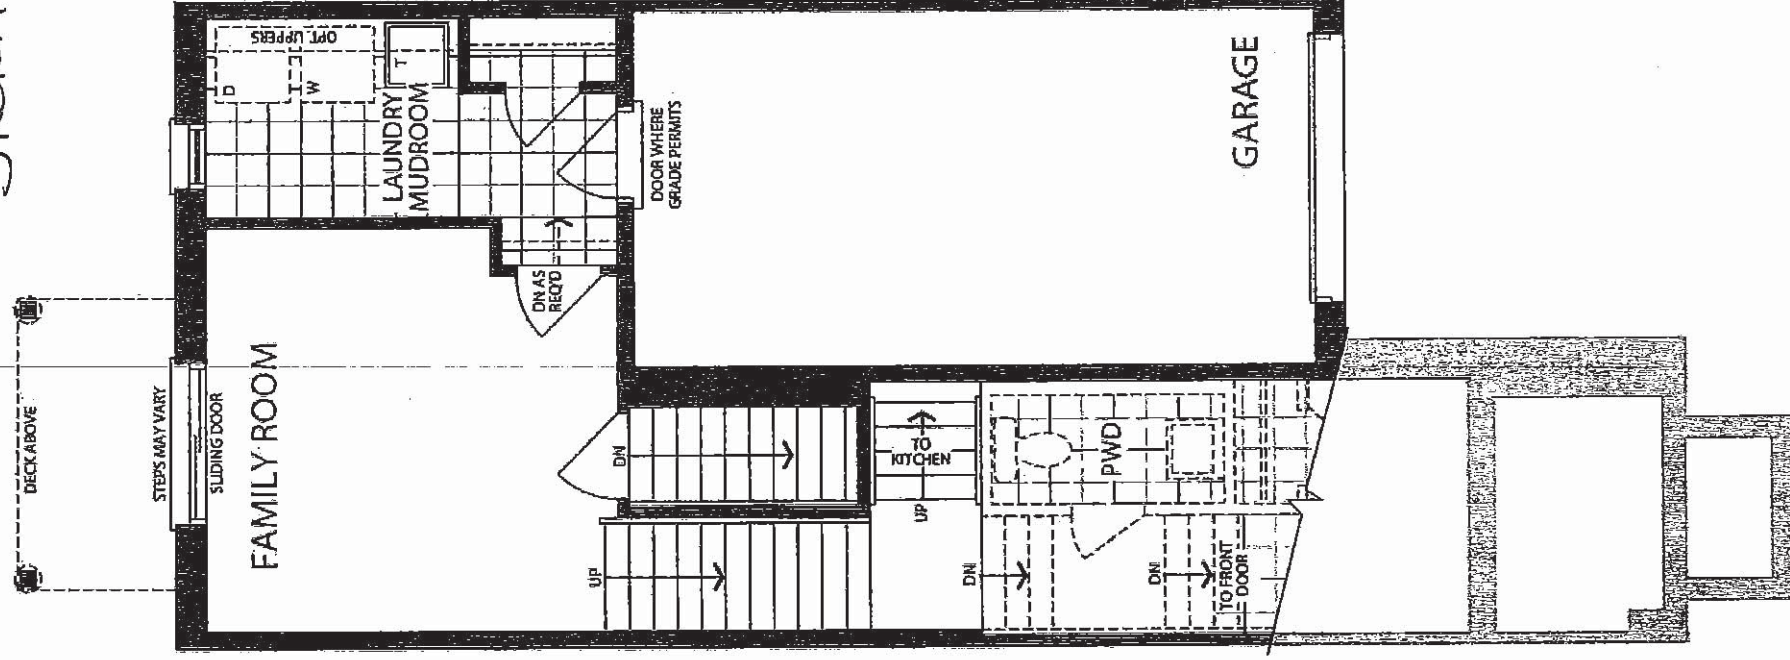 DECK ABOVE
STEPS MAY VARY
SLIDING DOOR
FAMILY ROOM
OPT. UPPERS
D
W
T
LAUNDRY
MUDROOM
DN AS
REQ'D
DOOR WHERE
GRADE PERMITS
GARAGE
DN
UP
TO
KITCHEN
UP
PWD
DN
DN
TO FRONT
DOOR